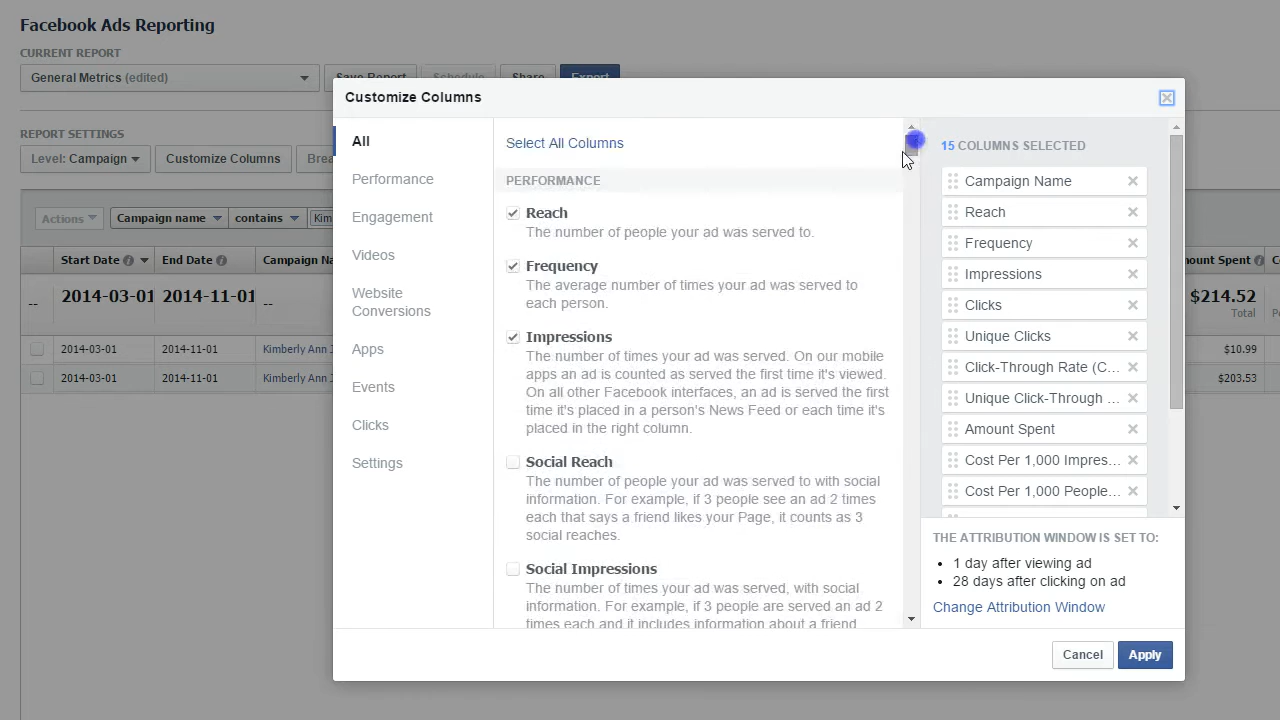 Facebook Ads Reporting
CURRENT REPORT
General Metrics (edited)
Save Report
Schedule
Share
Export
REPORT SETTINGS
Level: Campaign
Customize Columns
Actions
Campaign name
contains
Start Date
End Date
2014-03-01
2014-11-01
--
--
Amount Spent
$214.52
Total
2014-03-01
2014-11-01
Kimberly Ann
$10.99
2014-03-01
2014-11-01
Kimberly Ann
$203.53
Customize Columns
All
Performance
Engagement
Videos
Website
Conversions
Apps
Events
Clicks
Settings
Select All Columns
PERFORMANCE
Reach
The number of people your ad was served to.
Frequency
The average number of times your ad was served to
each person.
Impressions
The number of times your ad was served. On our mobile
apps an ad is counted as served the first time it's viewed.
On all other Facebook interfaces, an ad is served the first
time it's placed in a person's News Feed or each time it's
placed in the right column.
Social Reach
The number of people your ad was served to with social
information. For example, if 3 people see an ad 2 times
each that says a friend likes your Page, it counts as 3
social reaches.
Social Impressions
The number of times your ad was served, with social
information. For example, if 3 people are served an ad 2
times each and it includes information about a friend
15 COLUMNS SELECTED
Campaign Name
Reach
Frequency
Impressions
Clicks
Unique Clicks
Click-Through Rate (C...
Unique Click-Through ...
Amount Spent
Cost Per 1,000 Impres...
Cost Per 1,000 People...
THE ATTRIBUTION WINDOW IS SET TO:
• 1 day after viewing ad
• 28 days after clicking on ad
Change Attribution Window
Cancel
Apply